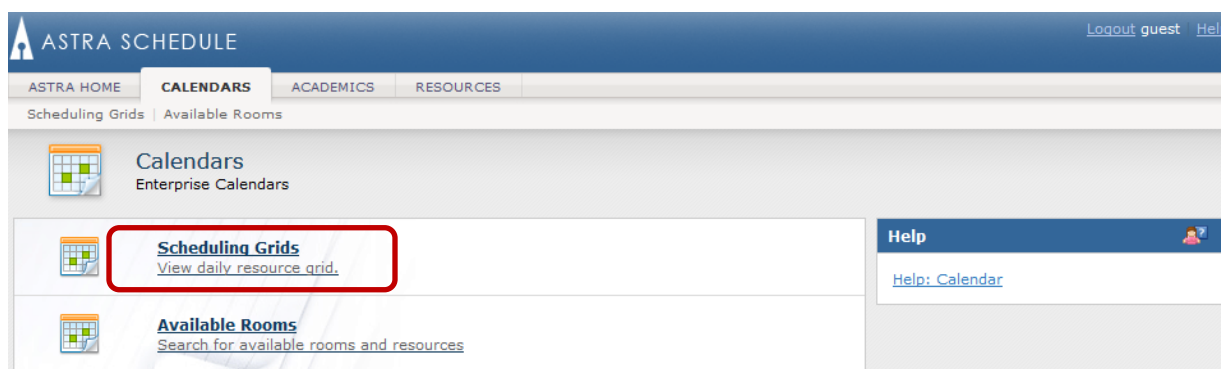 ASTRA SCHEDULE
Logout guest
ASTRA HOME CALENDARS ACADEMICS RESOURCES
Scheduling Grids | Available Rooms
Calendars
Enterprise Calendars
Scheduling Grids
View daily resource grid.
Available Rooms
Search for available rooms and resources
Help
Help: Calendar